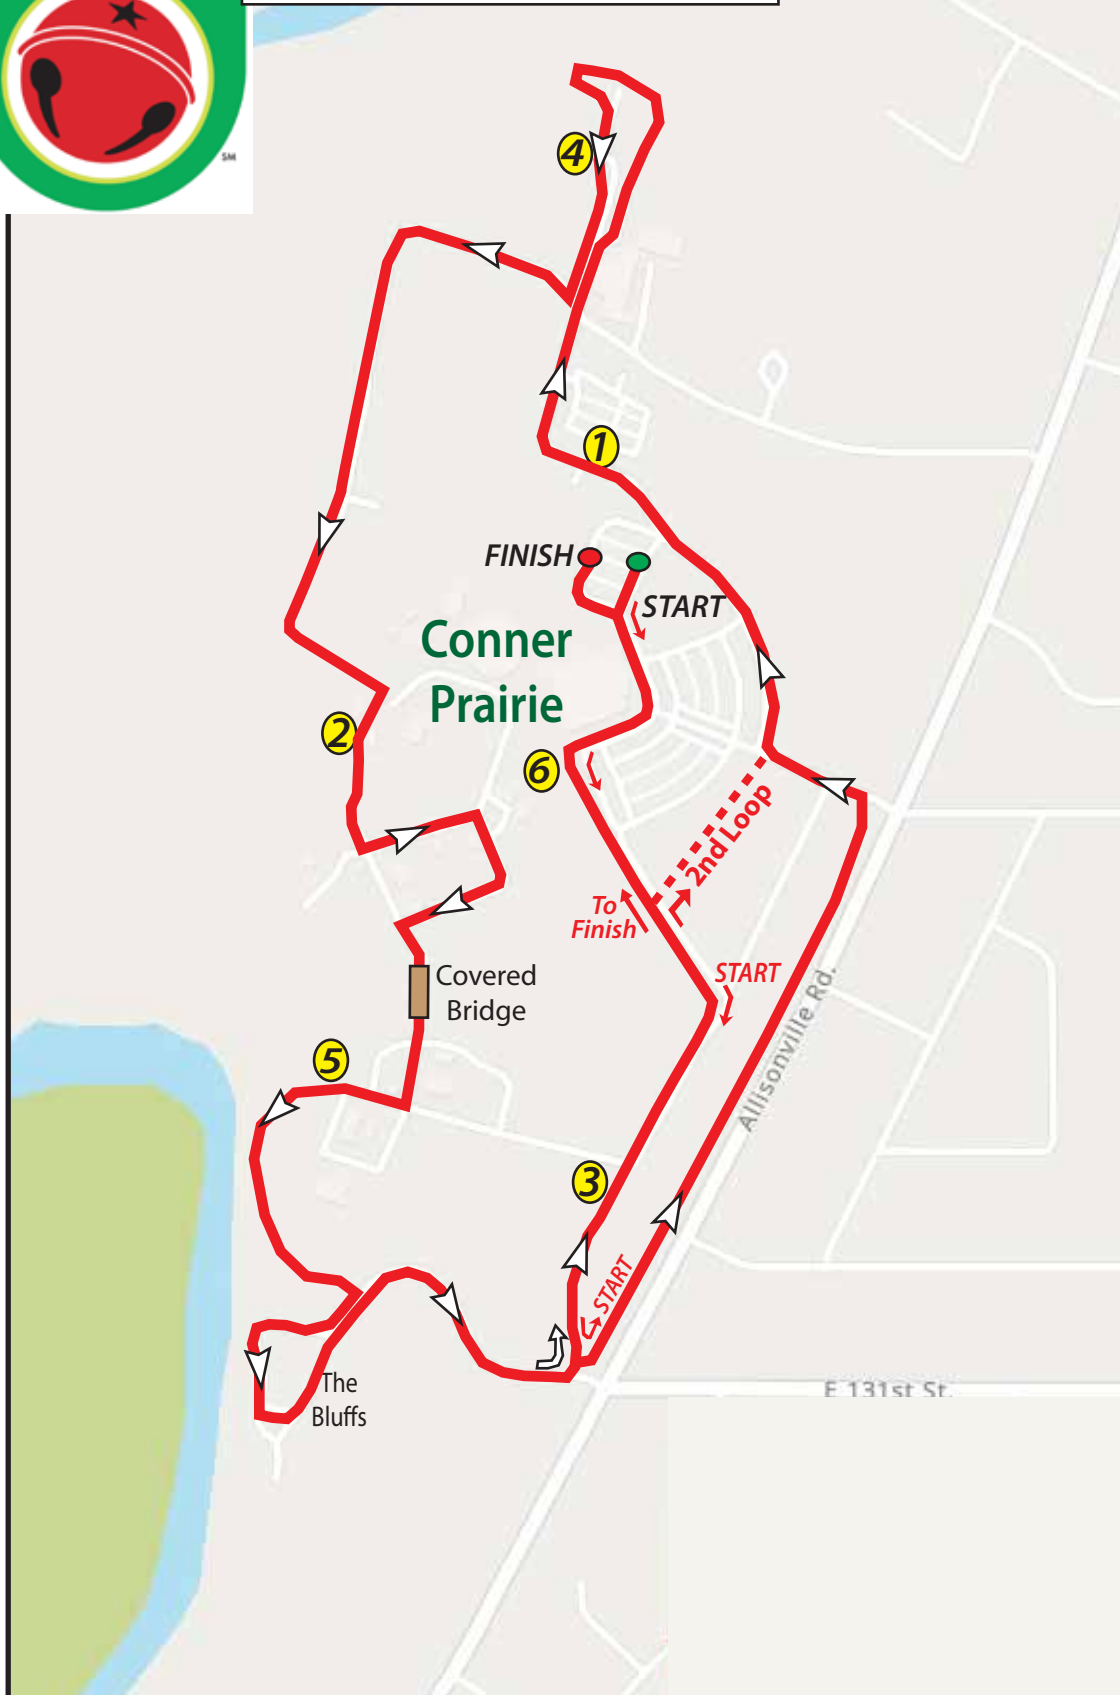 SM
4
1
FINISH
START
Conner
Prairie
2
6
2nd Loop
To
Finish
START
Covered
Bridge
Allisonville Rd.
5
3
START
The
Bluffs
E 131st St.